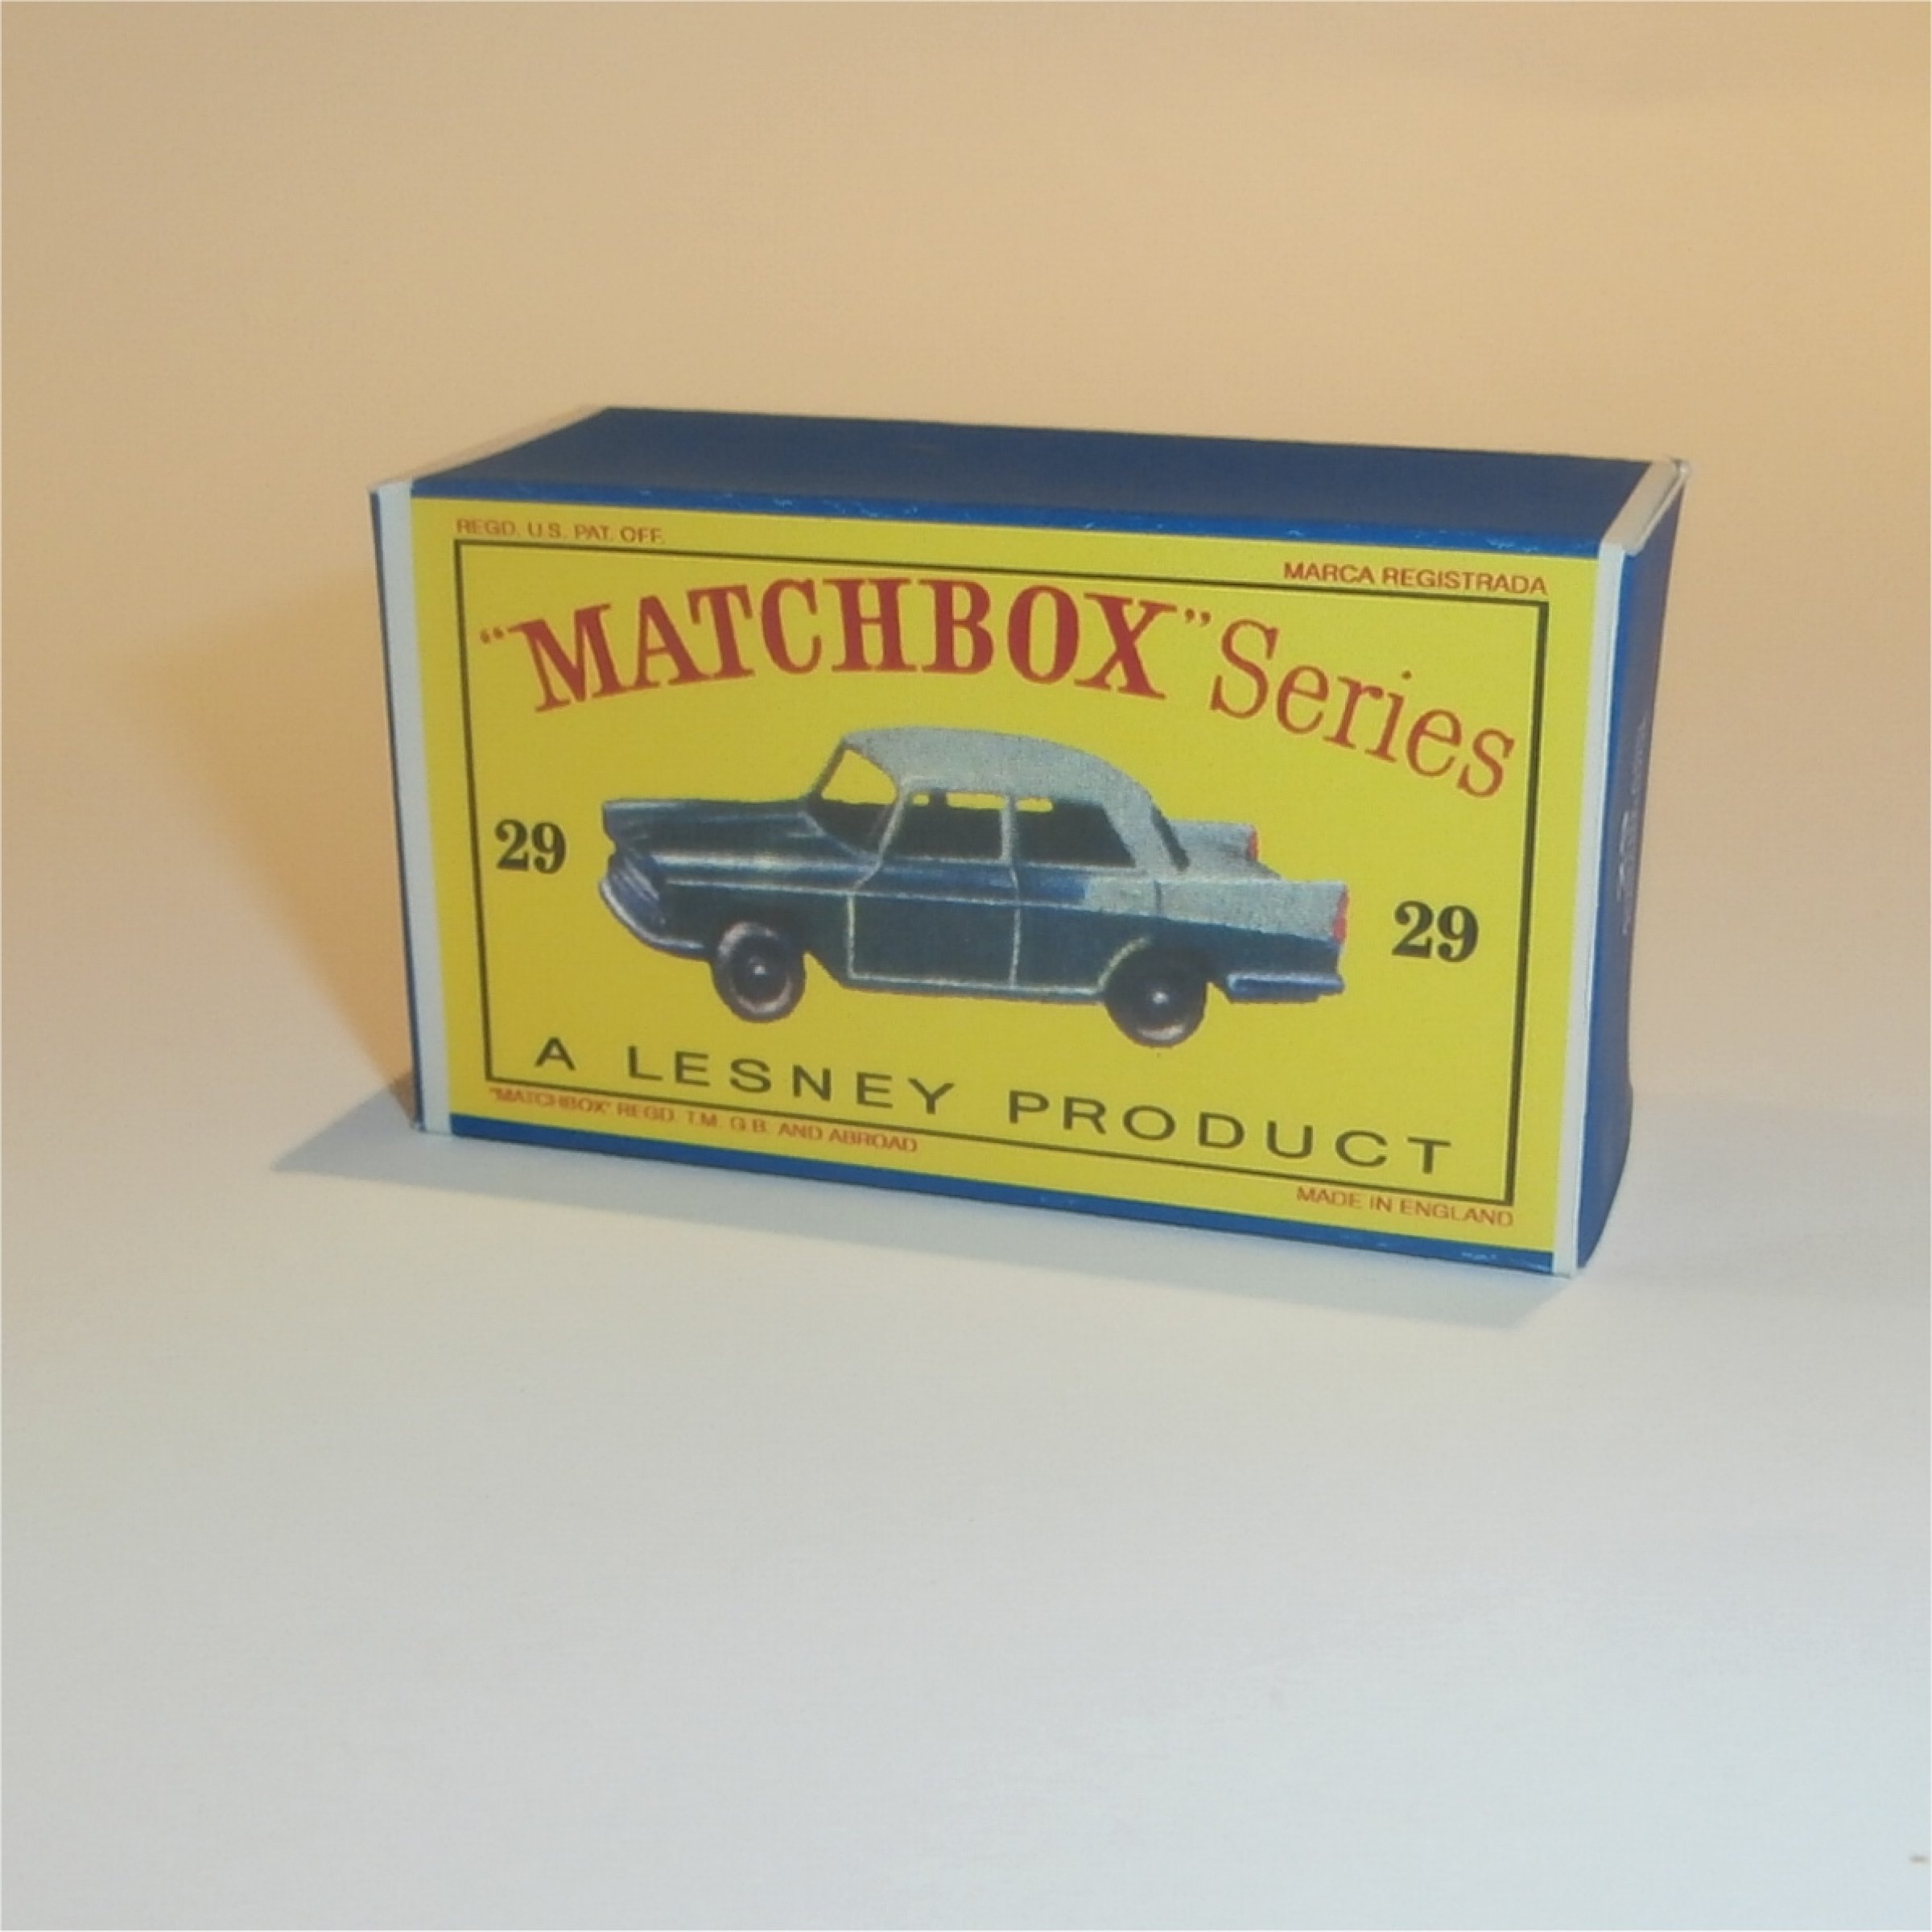 REGD. U.S. PAT. OFF.
MARCA REGISTRADA
“MATCHBOX” Series
29
29
A LESNEY PRODUCT
"MATCHBOX" REGD. T.M. G.B. AND ABROAD
MADE IN ENGLAND